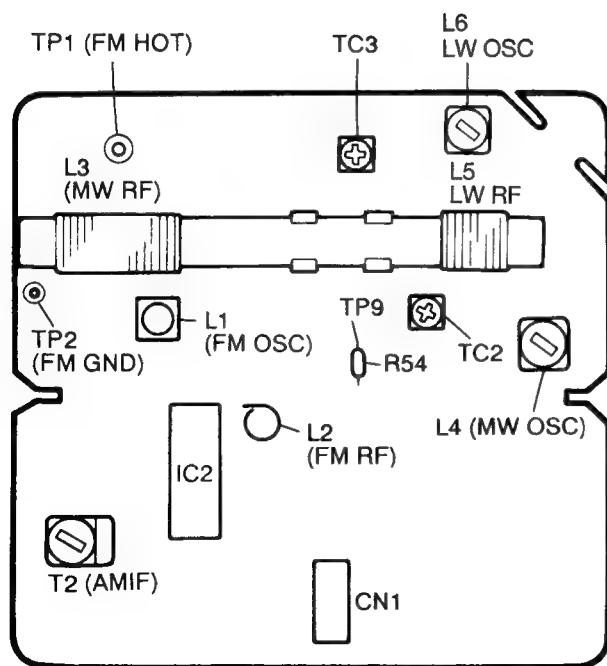 L6
LW OSC
TP1 (FM HOT)
TC3
L3
(MW RF)
L5
LW RF
TP2
(FM GND)
L1
(FM OSC)
TP9
R54
TC2
L4 (MW OSC)
L2
(FM RF)
IC2
T2 (AMIF)
CN1